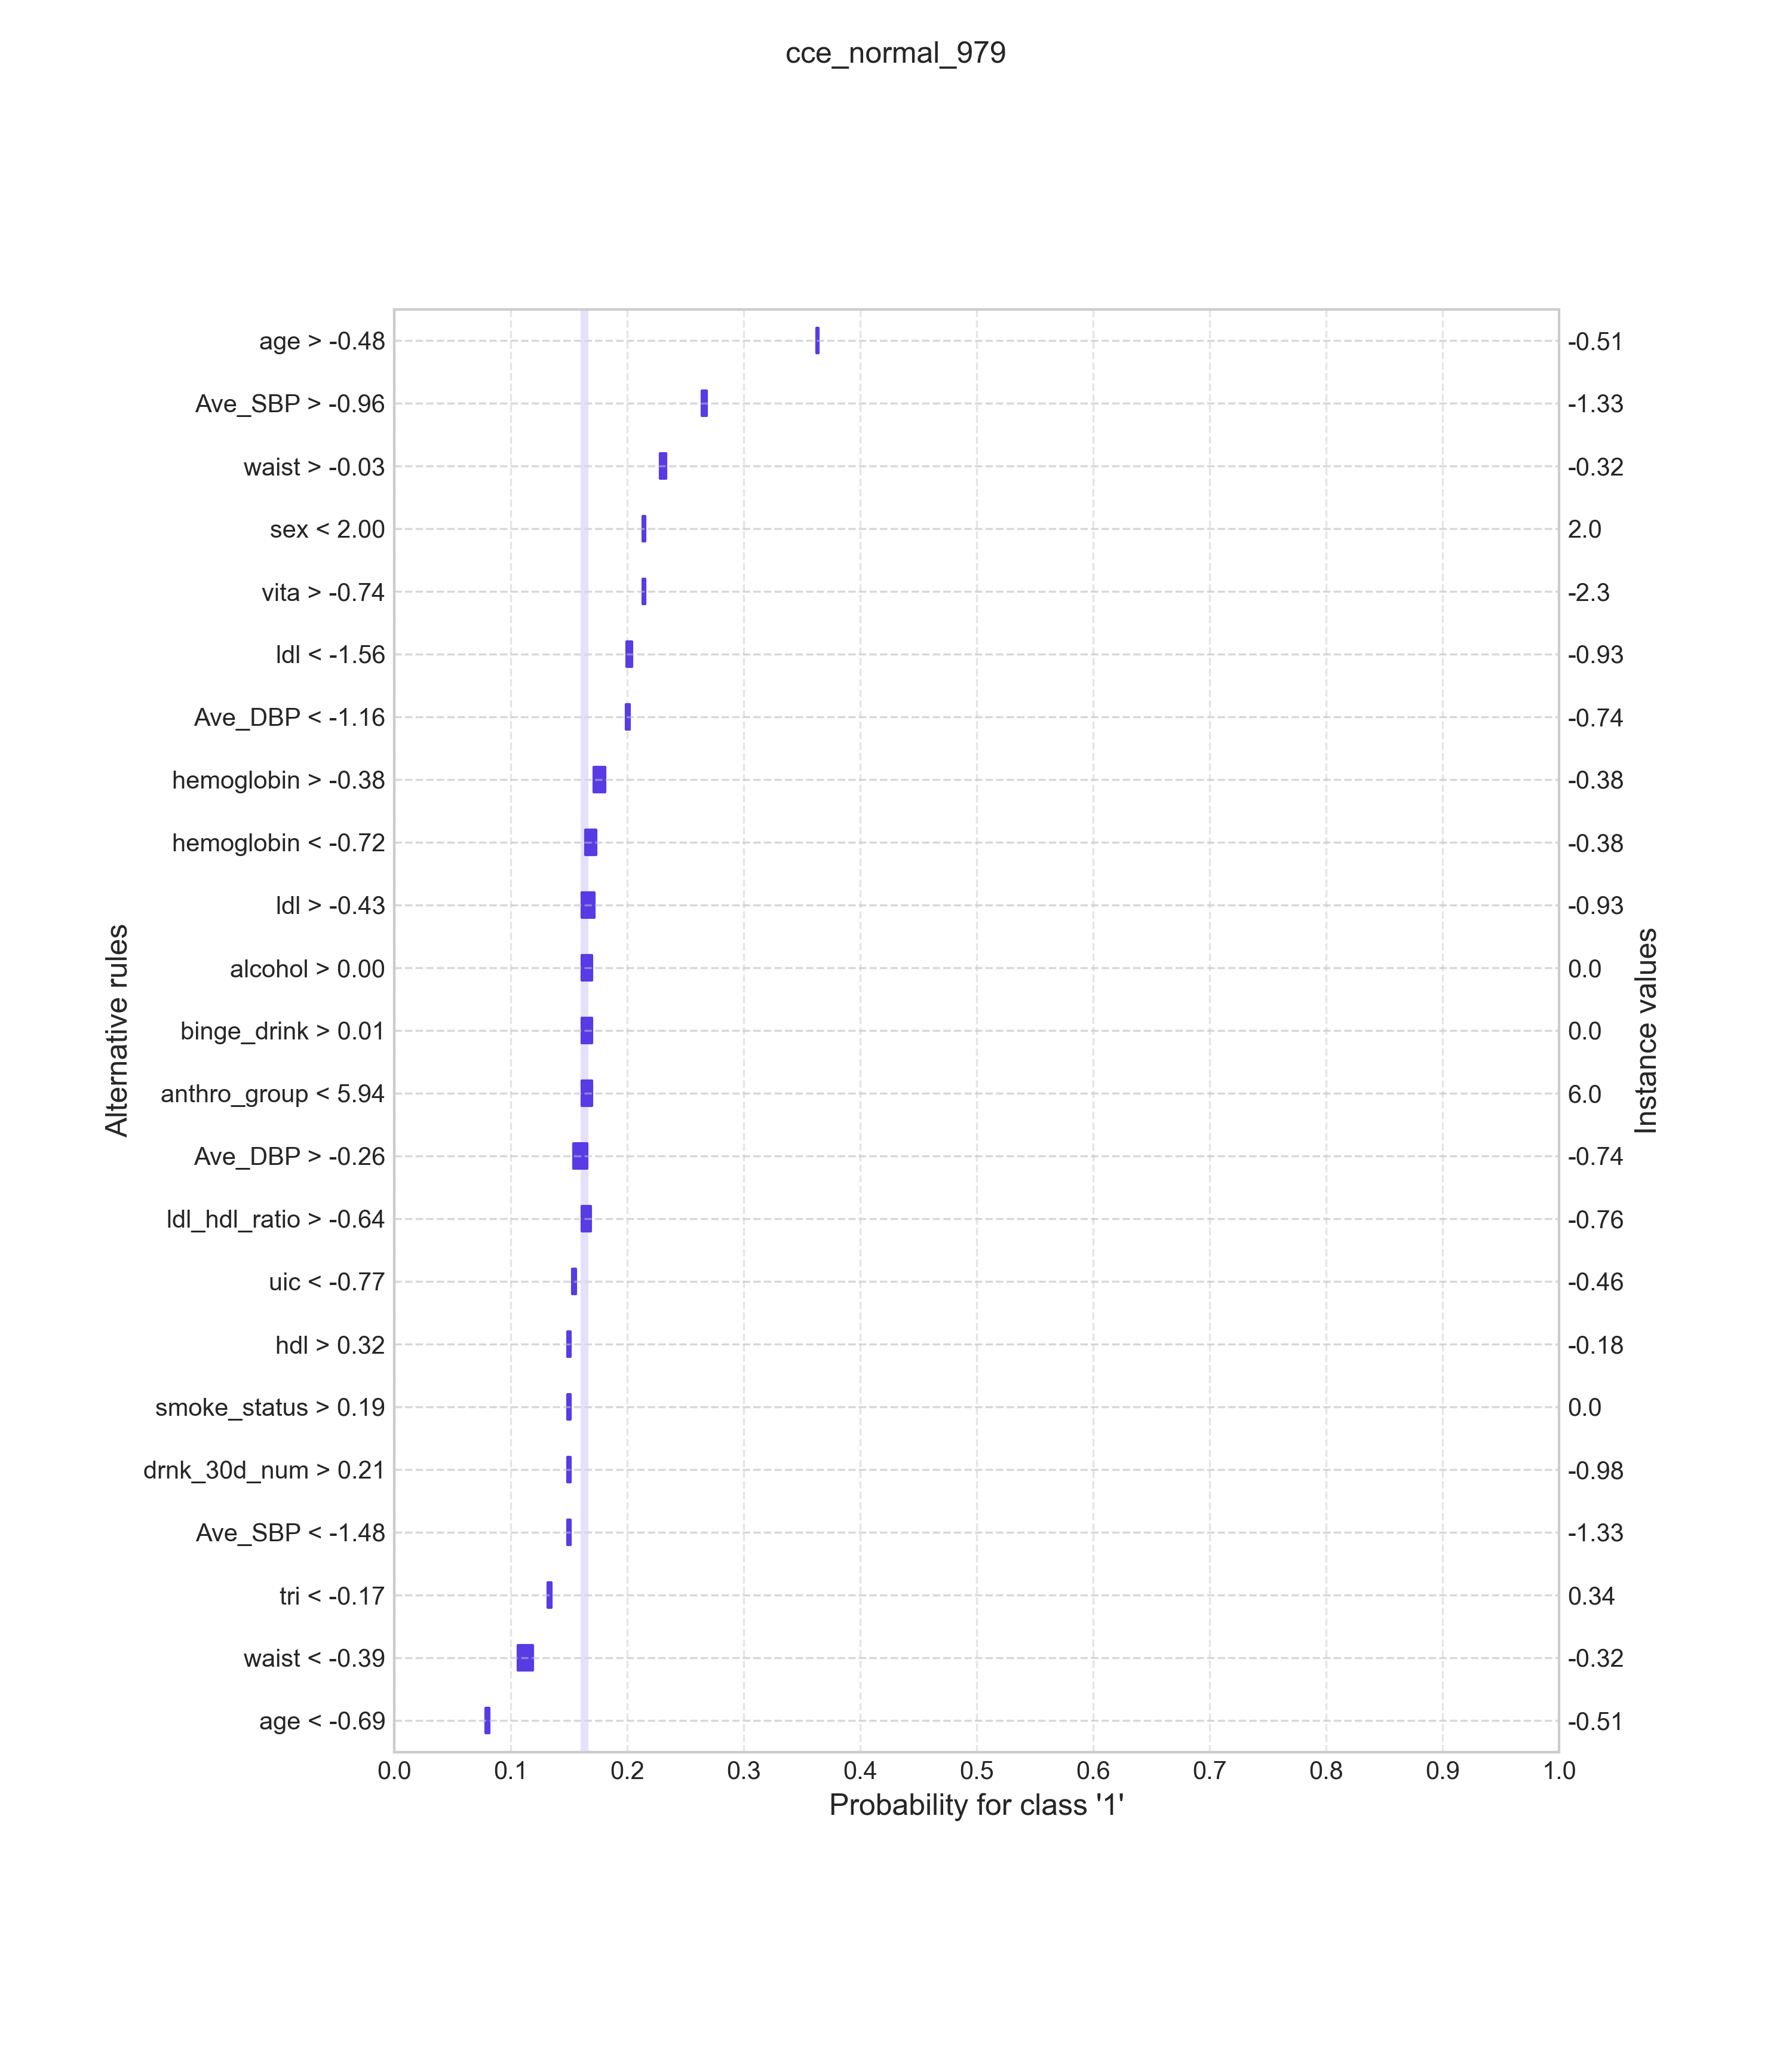 cce_normal_979
age > -0.48 -0.51
Ave_SBP > -0.96 -1.33
waist > -0.03 -0.32
sex < 2.00 2.0
vita > -0.74 -2.3
ldl < -1.56 -0.93
Ave_DBP < -1.16 -0.74
hemoglobin > -0.38 -0.38
hemoglobin < -0.72 -0.38
ldl > -0.43 -0.93
alcohol > 0.00 0.0
binge_drink > 0.01 0.0
anthro_group < 5.94 6.0
Ave_DBP > -0.26 -0.74
ldl_hdl_ratio > -0.64 -0.76
uic < -0.77 -0.46
hdl > 0.32 -0.18
smoke_status > 0.19 0.0
drnk_30d_num > 0.21 -0.98
Ave_SBP < -1.48 -1.33
tri < -0.17 0.34
waist < -0.39 -0.32
age < -0.69 -0.51
Alternative rules
Instance values
0.0 0.1 0.2 0.3 0.4 0.5 0.6 0.7 0.8 0.9 1.0
Probability for class '1'